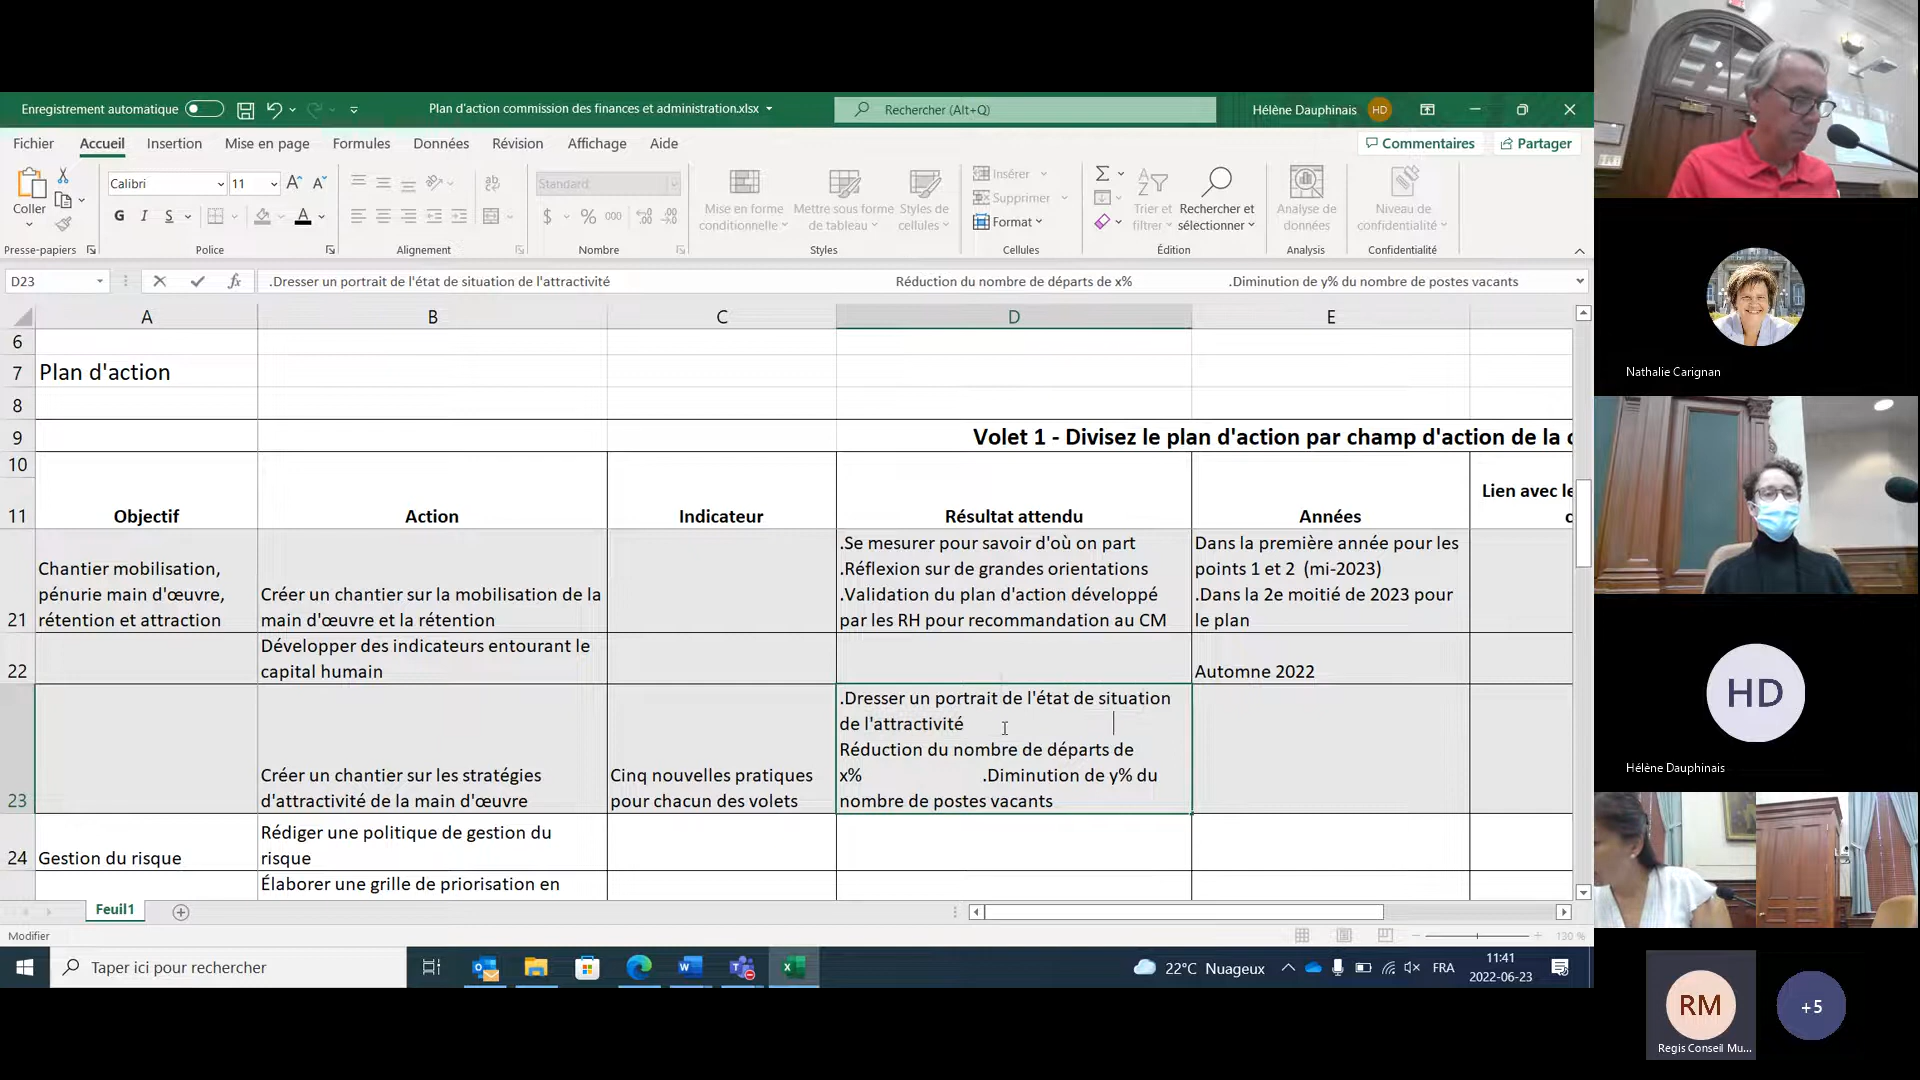 Enregistrement automatique
Plan d'action commission des finances et administration.xlsx
Rechercher (Alt+Q)
Hélène Dauphinais
HD
Fichier Accueil Insertion Mise en page Formules Données Révision Affichage Aide
Commentaires Partager
Coller
Calibri 11
G I S
Standard
$ % 000
Mise en forme conditionnelle
Mettre sous forme de tableau
Styles de cellules
Insérer
Supprimer
Format
Trier et filtrer
Rechercher et sélectionner
Analyse de données
Niveau de confidentialité
Presse-papiers Police Alignement Nombre Styles Cellules Édition Analysis Confidentialité
D23 fx .Dresser un portrait de l'état de situation de l'attractivité Réduction du nombre de départs de x% .Diminution de y% du nombre de postes vacants
A B C D E
6
7 Plan d'action
8
9 Volet 1 - Divisez le plan d'action par champ d'action de la
10
11 Objectif Action Indicateur Résultat attendu Années
Lien avec le
21
Chantier mobilisation,
pénurie main d'œuvre,
rétention et attraction
Créer un chantier sur la mobilisation de la
main d'œuvre et la rétention
.Se mesurer pour savoir d'où on part
.Réflexion sur de grandes orientations
.Validation du plan d'action développé
par les RH pour recommandation au CM
Dans la première année pour les
points 1 et 2 (mi-2023)
.Dans la 2e moitié de 2023 pour
le plan
22
Développer des indicateurs entourant le
capital humain
Automne 2022
23
Créer un chantier sur les stratégies
d'attractivité de la main d'œuvre
Cinq nouvelles pratiques
pour chacun des volets
.Dresser un portrait de l'état de situation
de l'attractivité
Réduction du nombre de départs de
x% .Diminution de y% du
nombre de postes vacants
24 Gestion du risque
Rédiger une politique de gestion du
risque
Élaborer une grille de priorisation en
Feuil1
Modifier
130 %
Taper ici pour rechercher
22°C Nuageux
FRA
11:41
2022-06-23
Nathalie Carignan
HD
Hélène Dauphinais
RM
Regis Conseil Mu...
+5